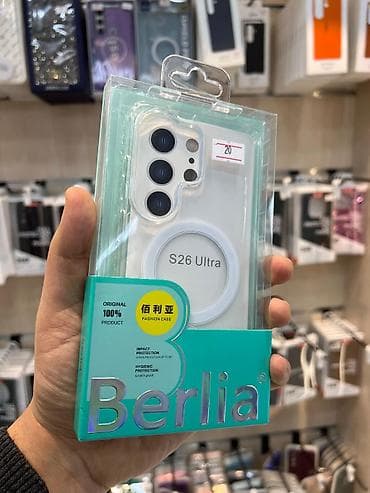 20
S26 Ultra
ORIGINAL
100%
PRODUCT
佰利亚
FASHION CASE
IMPACT
PROTECTION
HYGIENIC
PROTECTION
Berlia®